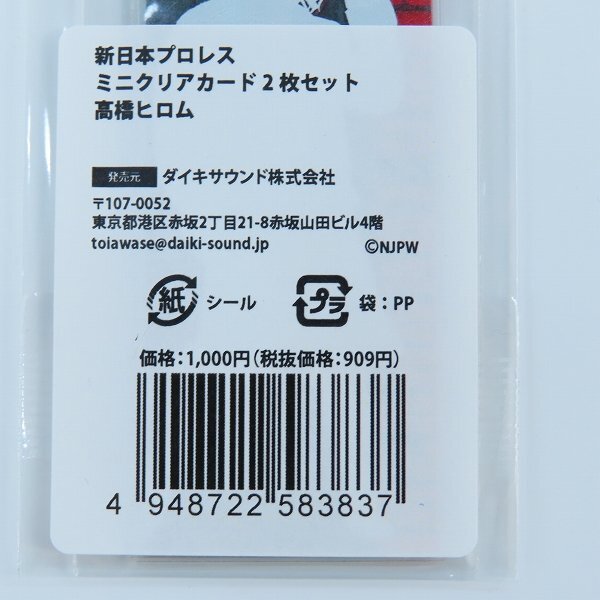 新日本プロレス
ミニクリアカード2枚セット
高橋ヒロム
発売元 ダイキサウンド株式会社
〒107-0052
東京都港区赤坂2丁目21-8赤坂山田ビル4階
toiawase@daiki-sound.jp ©NJPW
紙 シール プラ 袋：PP
価格：1,000円（税抜価格：909円）
4 948722 583837